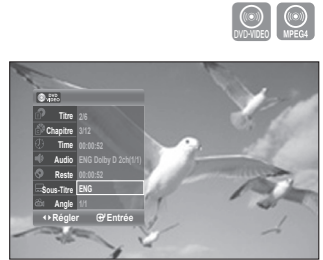 DVD-VIDEO MPEG4
DVD VIDEO
Titre 2/6
Chapitre 3/12
Time 00:00:52
Audio ENG Dolby D 2ch(1/1)
Reste 00:00:52
Sous-Titre ENG
Angle 1/1
Régler Entrée